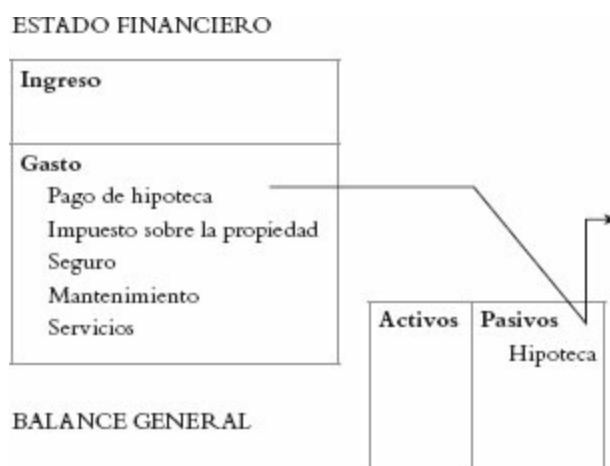 ESTADO FINANCIERO
Ingreso
Gasto
Pago de hipoteca
Impuesto sobre la propiedad
Seguro
Mantenimiento
Servicios
Activos
Pasivos
Hipoteca
BALANCE GENERAL